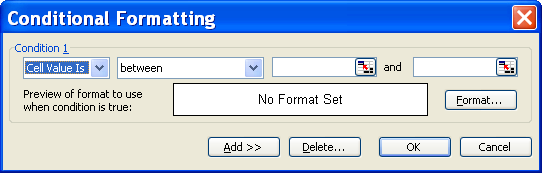 Conditional Formatting
Condition 1
Cell Value Is between and
Preview of format to use
when condition is true:
No Format Set
Format...
Add >> Delete... OK Cancel